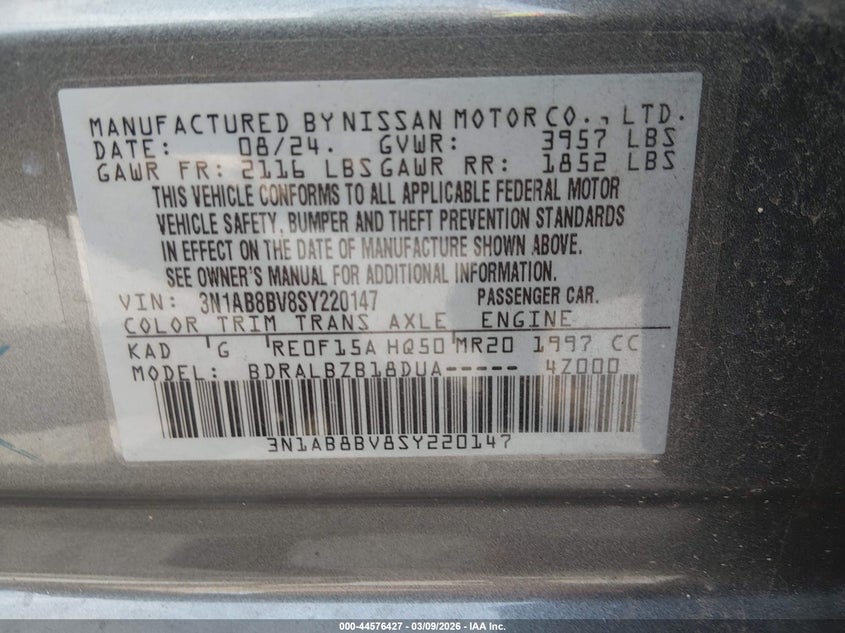 MANUFACTURED BY NISSAN MOTOR CO., LTD.
DATE: 08/24. GVWR: 3957 LBS
GAWR FR: 2116 LBS GAWR RR: 1852 LBS
THIS VEHICLE CONFORMS TO ALL APPLICABLE FEDERAL MOTOR
VEHICLE SAFETY, BUMPER AND THEFT PREVENTION STANDARDS
IN EFFECT ON THE DATE OF MANUFACTURE SHOWN ABOVE.
SEE OWNER'S MANUAL FOR ADDITIONAL INFORMATION.
VIN: 3N1AB8BV8SY220147 PASSENGER CAR.
COLOR TRIM TRANS AXLE ENGINE
KAD G RE0F15A HQ50 MR20 1997 CC
MODEL: BDRALBZB18DUA----- 4Z000
3N1AB8BV8SY220147
000-44576427 - 03/09/2026 - IAA Inc.